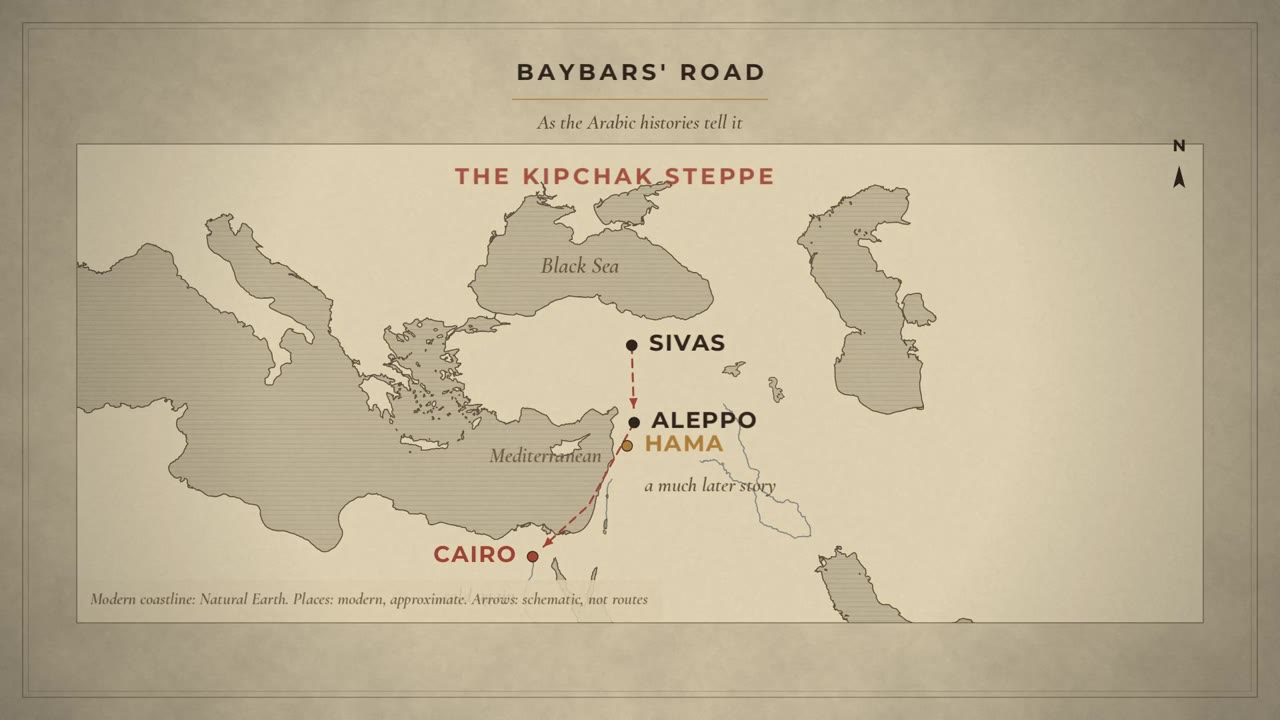 BAYBARS' ROAD
As the Arabic histories tell it
N
THE KIPCHAK STEPPE
Black Sea
SIVAS
ALEPPO
HAMA
Mediterranean
a much later story
CAIRO
Modern coastline: Natural Earth. Places: modern, approximate. Arrows: schematic, not routes